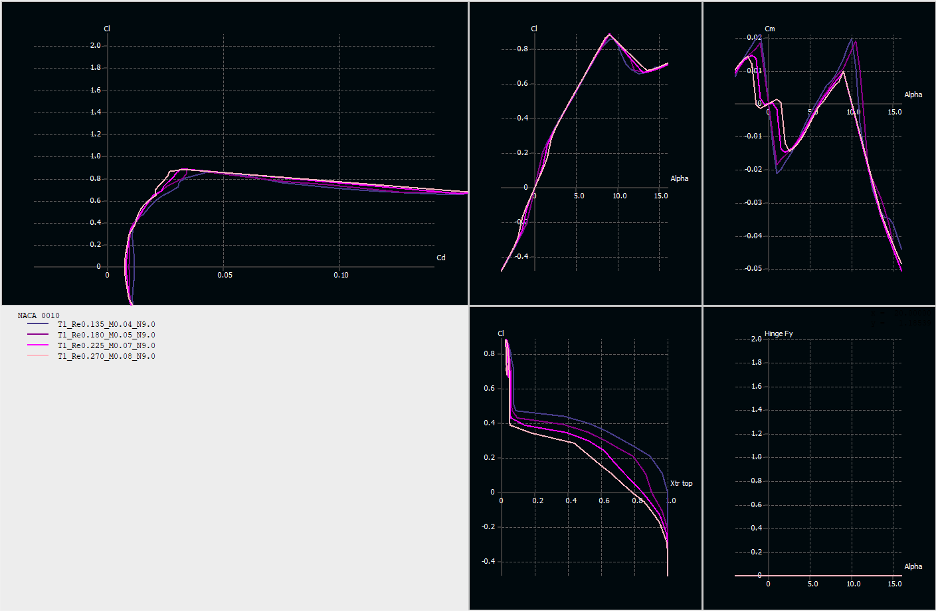 Cl
2.0
1.8
1.6
1.4
1.2
1.0
0.8
0.6
0.4
0.2
0
Cd
0 0.05 0.10
Cl
0.8
0.6
0.4
0.2
0
Alpha
0 5.0 10.0 15.0
-0.2
-0.4
Cm
0.02
0.01
Alpha
0
0 5.0 10.0 15.0
-0.01
-0.02
-0.03
-0.04
-0.05
NACA 0010
T1_Re0.135_M0.04_N9.0
T1_Re0.180_M0.05_N9.0
T1_Re0.225_M0.07_N9.0
T1_Re0.270_M0.08_N9.0
Cl
0.8
0.6
0.4
0.2
Xtr top
0
0 0.2 0.4 0.6 0.8 1.0
-0.2
-0.4
Hinge Fy
2.0
1.8
1.6
1.4
1.2
1.0
0.8
0.6
0.4
0.2
Alpha
0
0 5.0 10.0 15.0